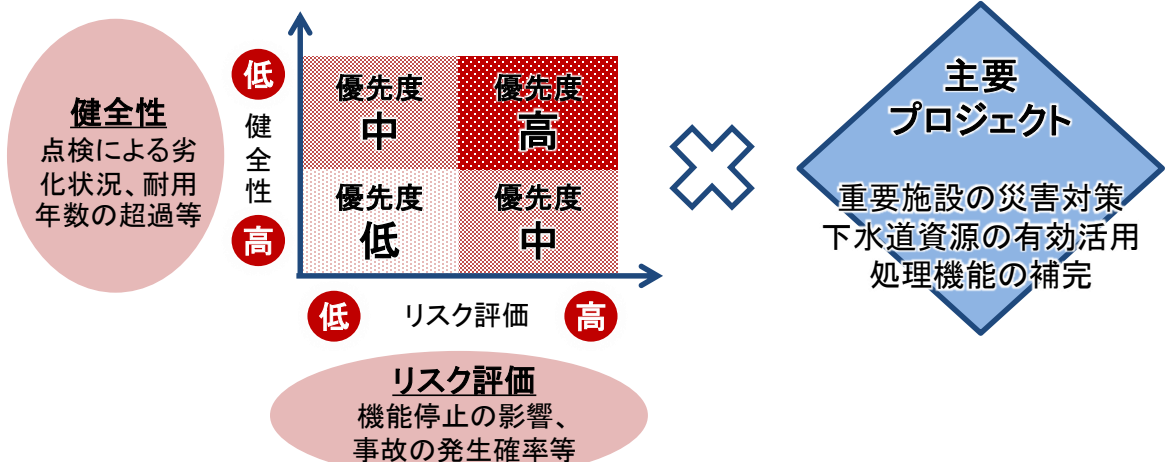 健全性
点検による劣
化状況、耐用
年数の超過等
低
健全性
高
優先度
中
優先度
高
優先度
低
優先度
中
低
リスク評価
高
リスク評価
機能停止の影響、
事故の発生確率等
主要
プロジェクト
重要施設の災害対策
下水道資源の有効活用
処理機能の補完